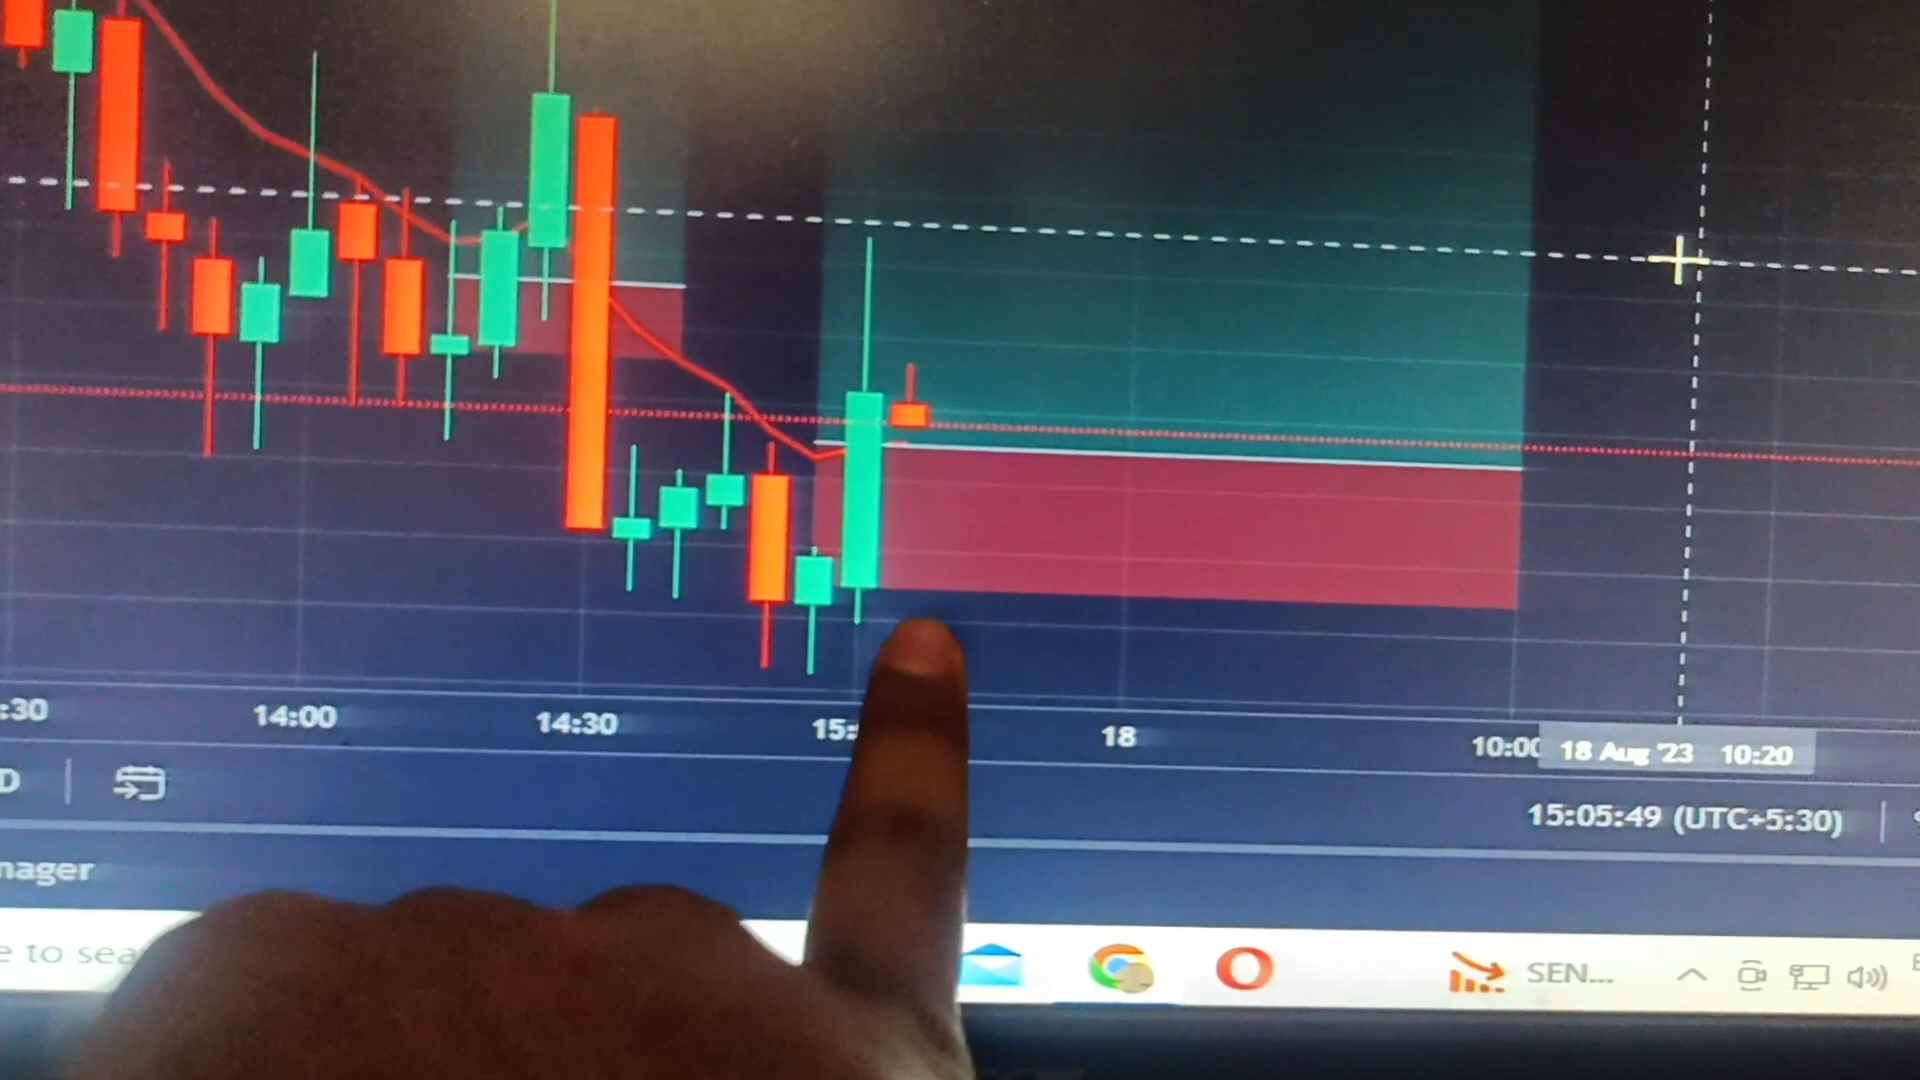 :30 14:00 14:30 15: 18 10:00 18 Aug '23 10:20
D
15:05:49 (UTC+5:30)
nager
e to sea
SEN...